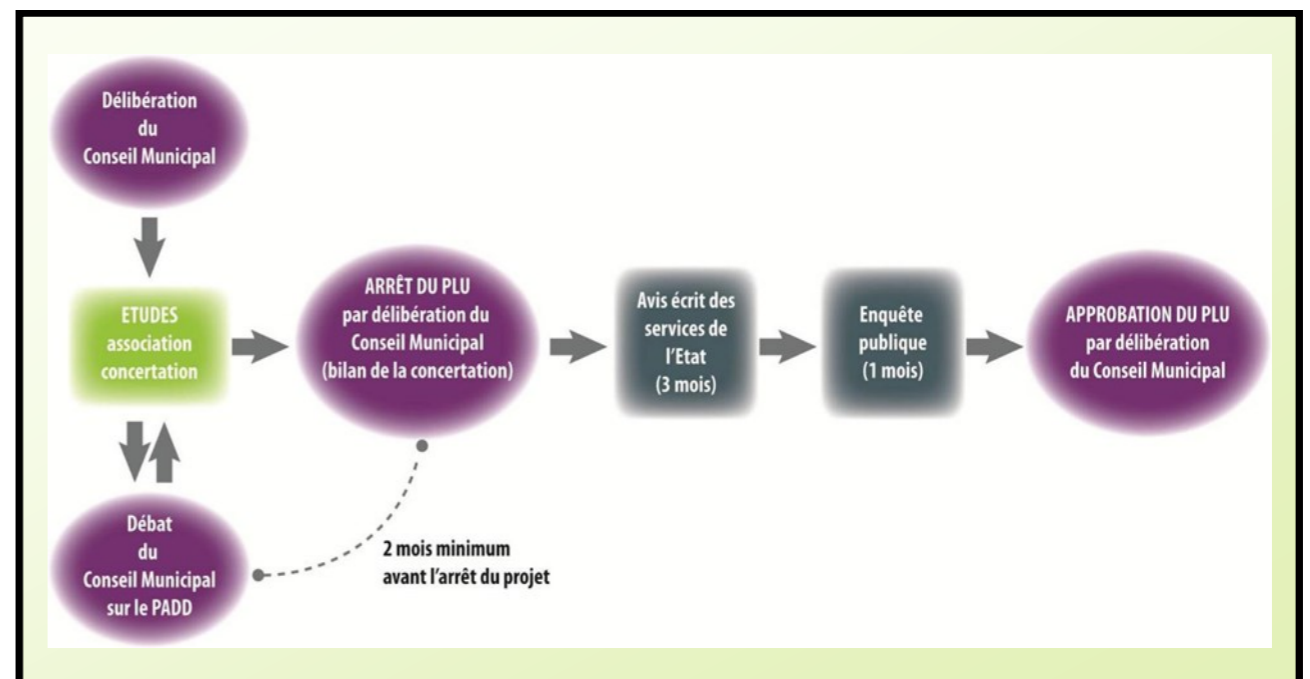 Délibération
du
Conseil Municipal
ETUDES
association
concertation
Débat
du
Conseil Municipal
sur le PADD
2 mois minimum
avant l'arrêt du projet
ARRÊT DU PLU
par délibération du
Conseil Municipal
(bilan de la concertation)
Avis écrit des
services de
l'Etat
(3 mois)
Enquête
publique
(1 mois)
APPROBATION DU PLU
par délibération
du Conseil Municipal